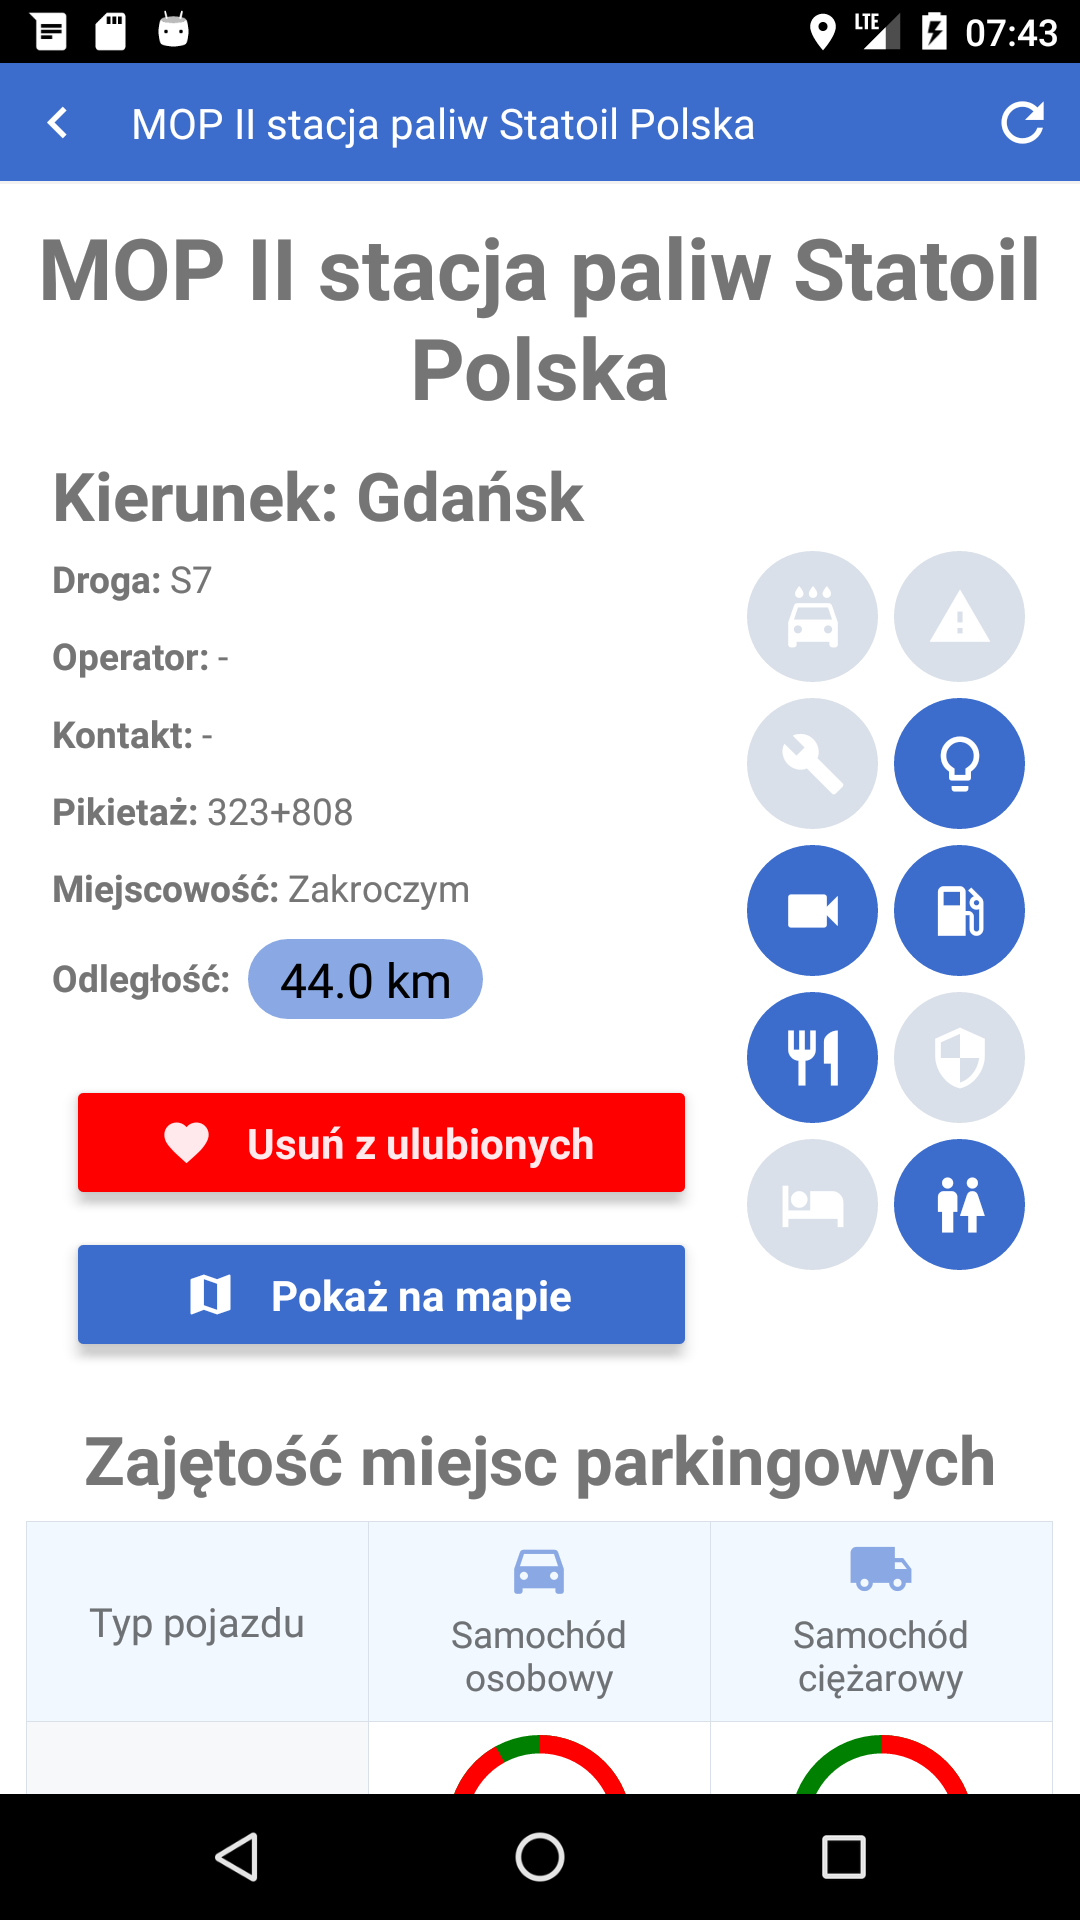 LTE 07:43
MOP II stacja paliw Statoil Polska
MOP II stacja paliw Statoil
Polska
Kierunek: Gdańsk
Droga: S7
Operator: -
Kontakt: -
Pikietaż: 323+808
Miejscowość: Zakroczym
Odległość: 44.0 km
Usuń z ulubionych
Pokaż na mapie
Zajętość miejsc parkingowych
Typ pojazdu
Samochód
osobowy
Samochód
ciężarowy